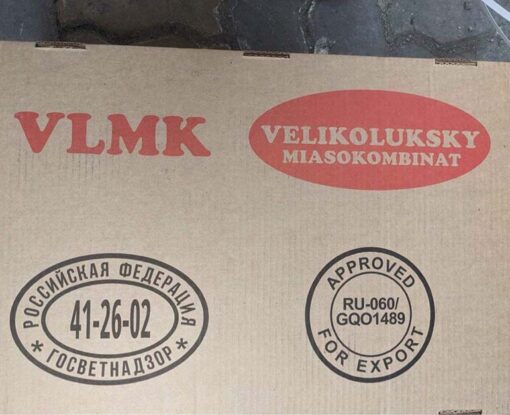 VLMK
VELIKOLUKSKY
MIASOKOMBINAT
РОССИЙСКАЯ ФЕДЕРАЦИЯ
41-26-02
* ГОСВЕТНАДЗОР *
APPROVED
RU-060/
GQO1489
FOR EXPORT